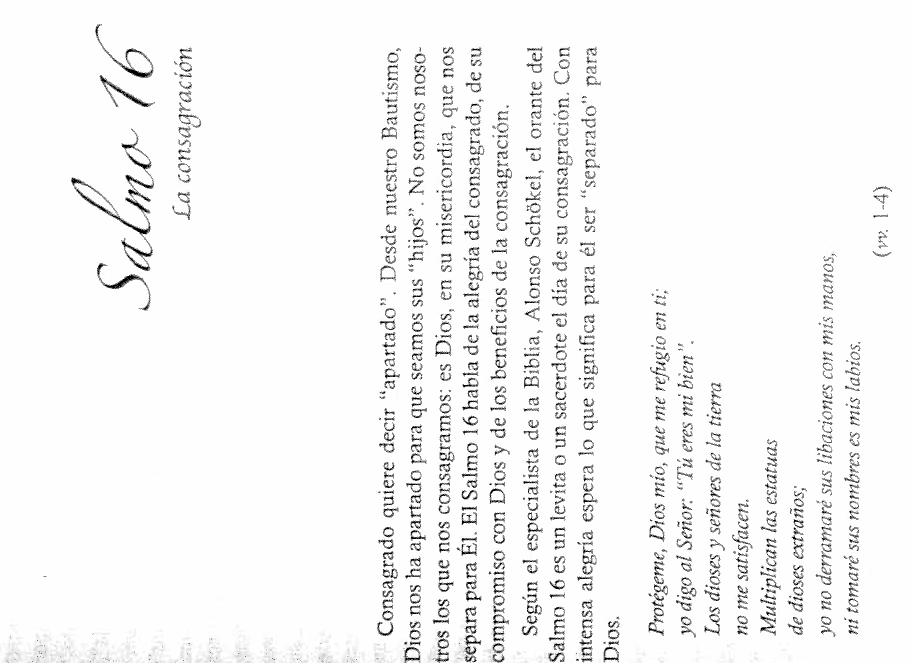 Salmo 16
La consagración
Consagrado quiere decir “apartado”. Desde nuestro Bautismo,
Dios nos ha apartado para que seamos sus “hijos”. No somos noso-
tros los que nos consagramos: es Dios, en su misericordia, que nos
separa para Él. El Salmo 16 habla de la alegría del consagrado, de su
compromiso con Dios y de los beneficios de la consagración.
Según el especialista de la Biblia, Alonso Schökel, el orante del
Salmo 16 es un levita o un sacerdote el día de su consagración. Con
intensa alegría espera lo que significa para él ser “separado” para
Dios.
Protégeme, Dios mío, que me refugio en ti;
yo digo al Señor: “Tú eres mi bien”.
Los dioses y señores de la tierra
no me satisfacen.
Multiplican las estatuas
de dioses extraños;
yo no derramaré sus libaciones con mis manos,
ni tomaré sus nombres es mis labios.
(vv. 1-4)